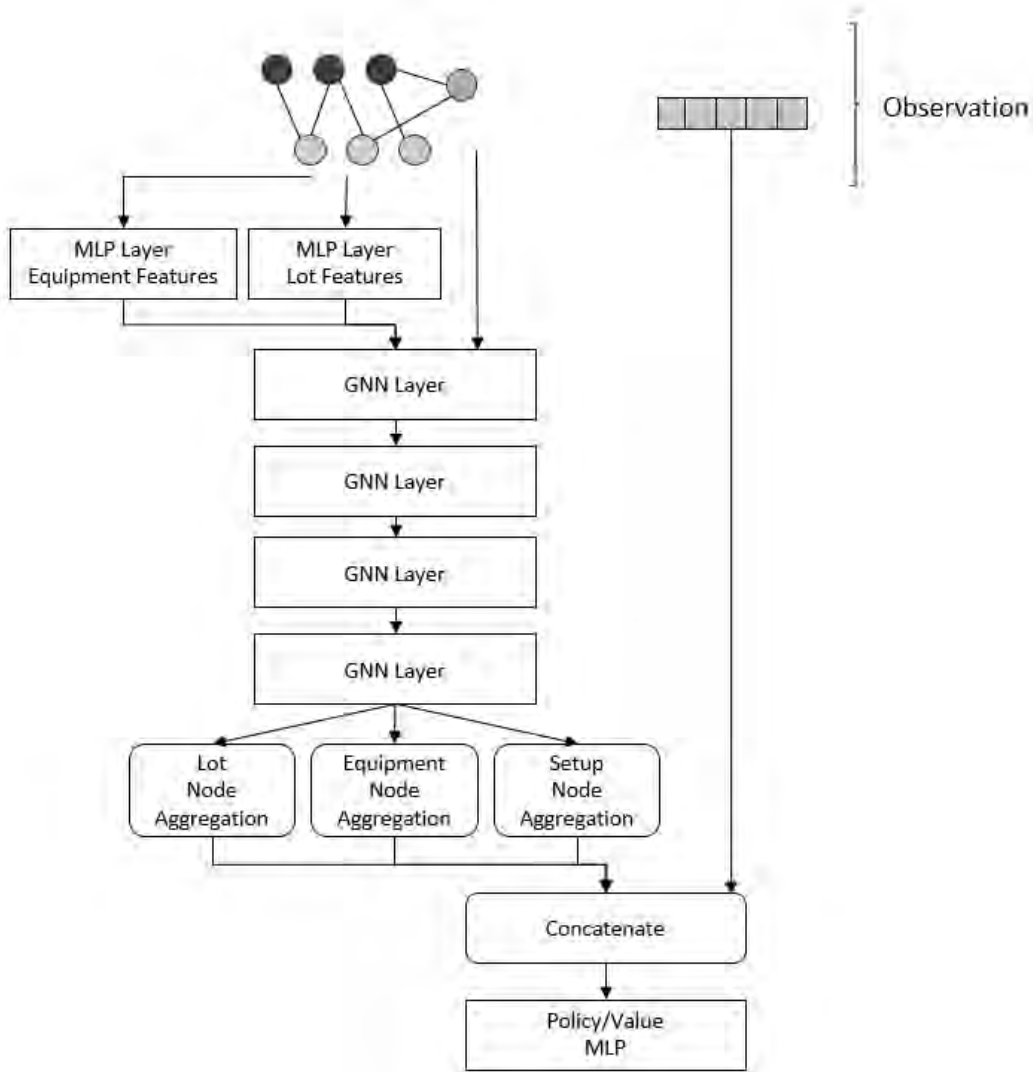 Observation
MLP Layer
Equipment Features
MLP Layer
Lot Features
GNN Layer
GNN Layer
GNN Layer
GNN Layer
Lot
Node
Aggregation
Equipment
Node
Aggregation
Setup
Node
Aggregation
Concatenate
Policy/Value
MLP